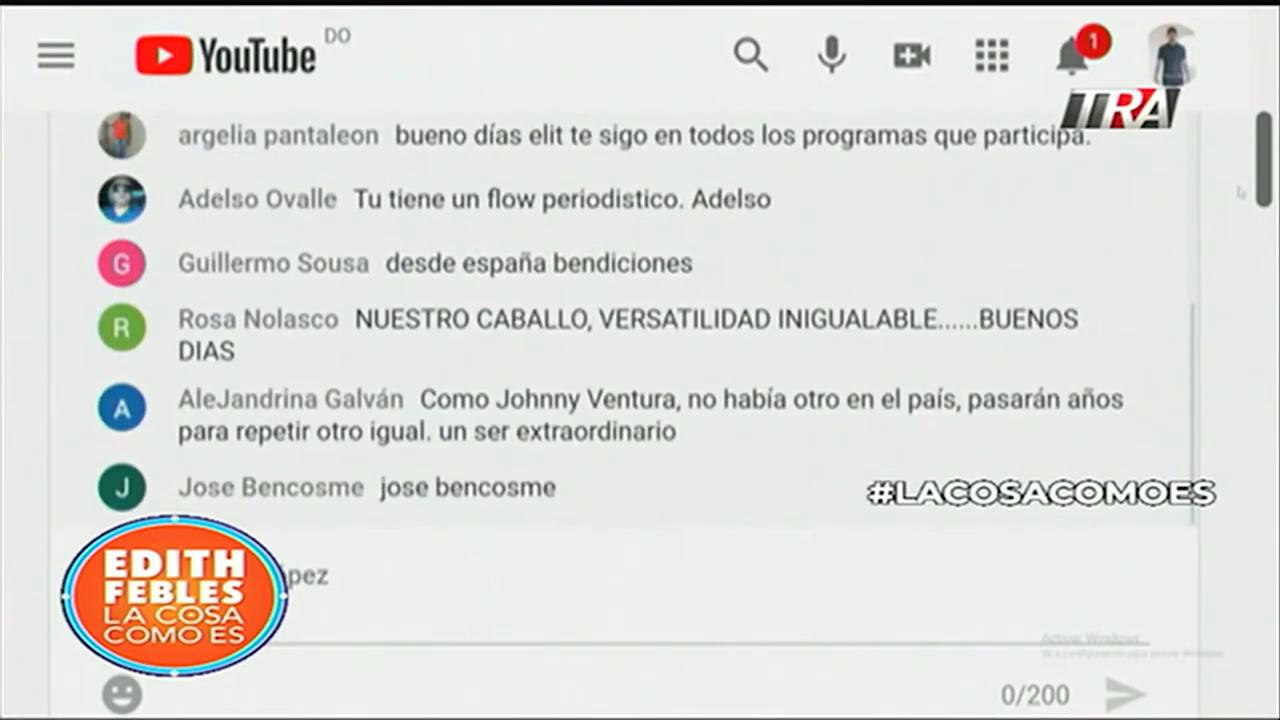 YouTube DO
1
TRA
argelia pantaleon bueno días elit te sigo en todos los programas que participa.
Adelso Ovalle Tu tiene un flow periodistico. Adelso
G Guillermo Sousa desde españa bendiciones
R Rosa Nolasco NUESTRO CABALLO, VERSATILIDAD INIGUALABLE......BUENOS
DIAS
A AleJandrina Galván Como Johnny Ventura, no había otro en el país, pasarán años
para repetir otro igual. un ser extraordinario
J Jose Bencosme jose bencosme
#LACOSACOMOES
EDITH
FEBLES
LA COSA
COMO ES
pez
Activar Windows
0/200